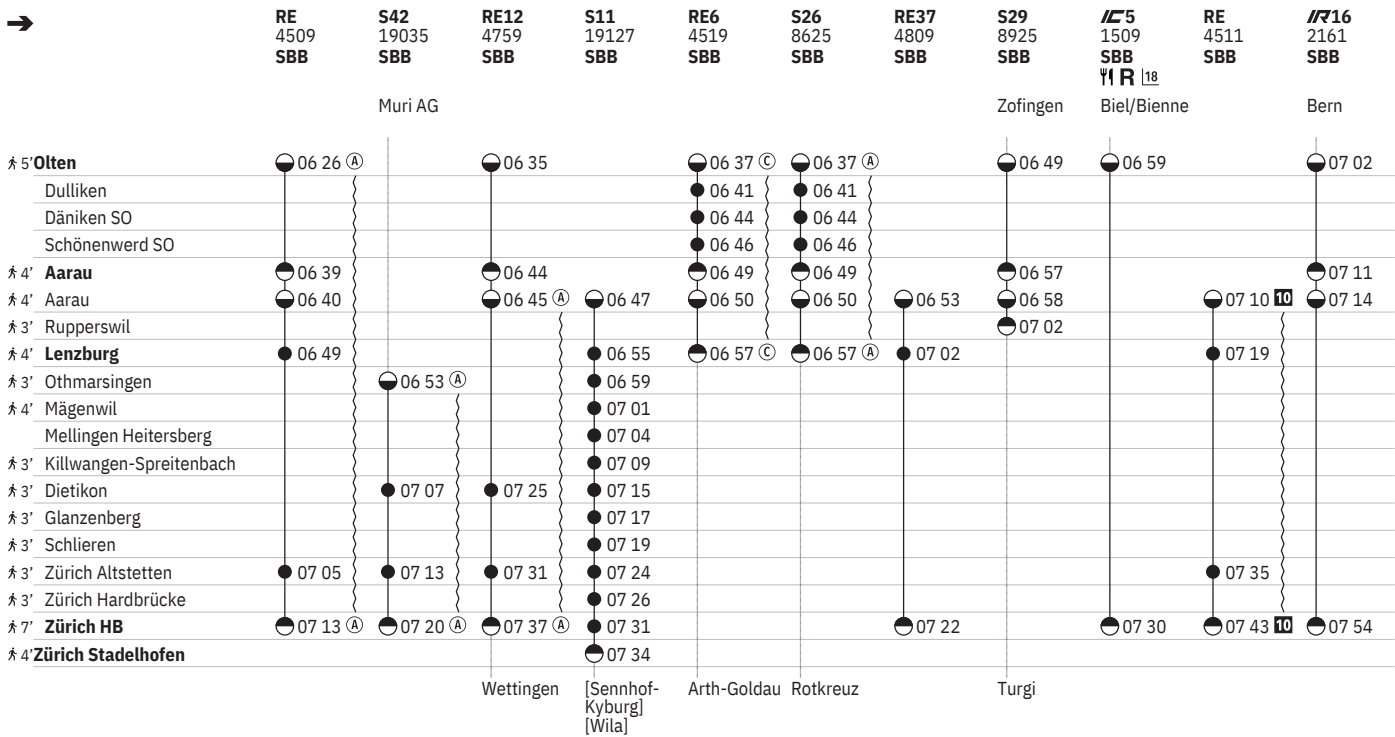 ➔ RE S42 RE12 S11 RE6 S26 RE37 S29 IC5 RE IR16
4509 19035 4759 19127 4519 8625 4809 8925 1509 4511 2161
SBB SBB SBB SBB SBB SBB SBB SBB SBB SBB SBB
R 18
Muri AG Zofingen Biel/Bienne Bern
5’ Olten 06 26 Ⓐ 06 35 06 37 Ⓒ 06 37 Ⓐ 06 49 06 59 07 02
Dulliken 06 41 06 41
Däniken SO 06 44 06 44
Schönenwerd SO 06 46 06 46
4’ Aarau 06 39 06 44 06 49 06 49 06 57 07 11
4’ Aarau 06 40 06 45 Ⓐ 06 47 06 50 06 50 06 53 06 58 07 10 10 07 14
3’ Rupperswil 07 02
4’ Lenzburg 06 49 06 55 06 57 Ⓒ 06 57 Ⓐ 07 02 07 19
3’ Othmarsingen 06 53 Ⓐ 06 59
4’ Mägenwil 07 01
Mellingen Heitersberg 07 04
3’ Killwangen-Spreitenbach 07 09
3’ Dietikon 07 07 07 25 07 15
3’ Glanzenberg 07 17
3’ Schlieren 07 19
3’ Zürich Altstetten 07 05 07 13 07 31 07 24 07 35
3’ Zürich Hardbrücke 07 26
7’ Zürich HB 07 13 Ⓐ 07 20 Ⓐ 07 37 Ⓐ 07 31 07 22 07 30 07 43 10 07 54
4’ Zürich Stadelhofen 07 34
Wettingen [Sennhof- Arth-Goldau Rotkreuz Turgi
Kyburg]
[Wila]